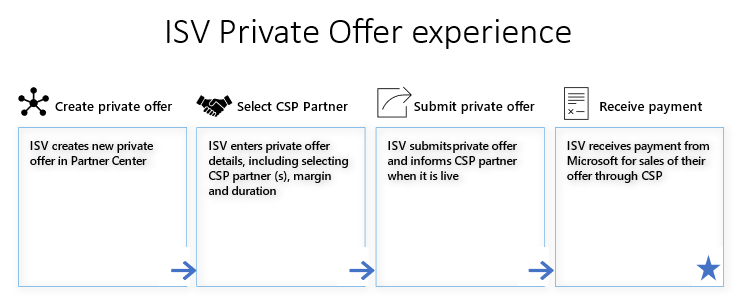 ISV Private Offer experience
Create private offer
Select CSP Partner
Submit private offer
Receive payment
ISV creates new private
offer in Partner Center
ISV enters private offer
details, including selecting
CSP partner (s), margin
and duration
ISV submitsprivate offer
and informs CSP partner
when it is live
ISV receives payment from
Microsoft for sales of their
offer through CSP